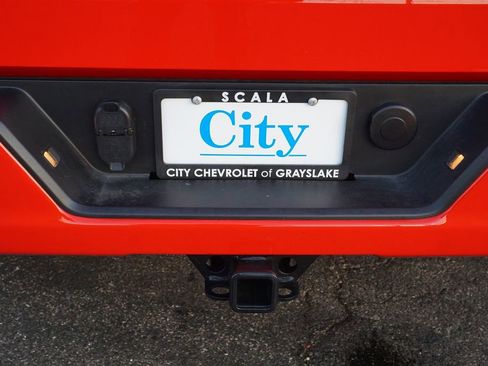 SCALA
City
CITY CHEVROLET of GRAYSLAKE